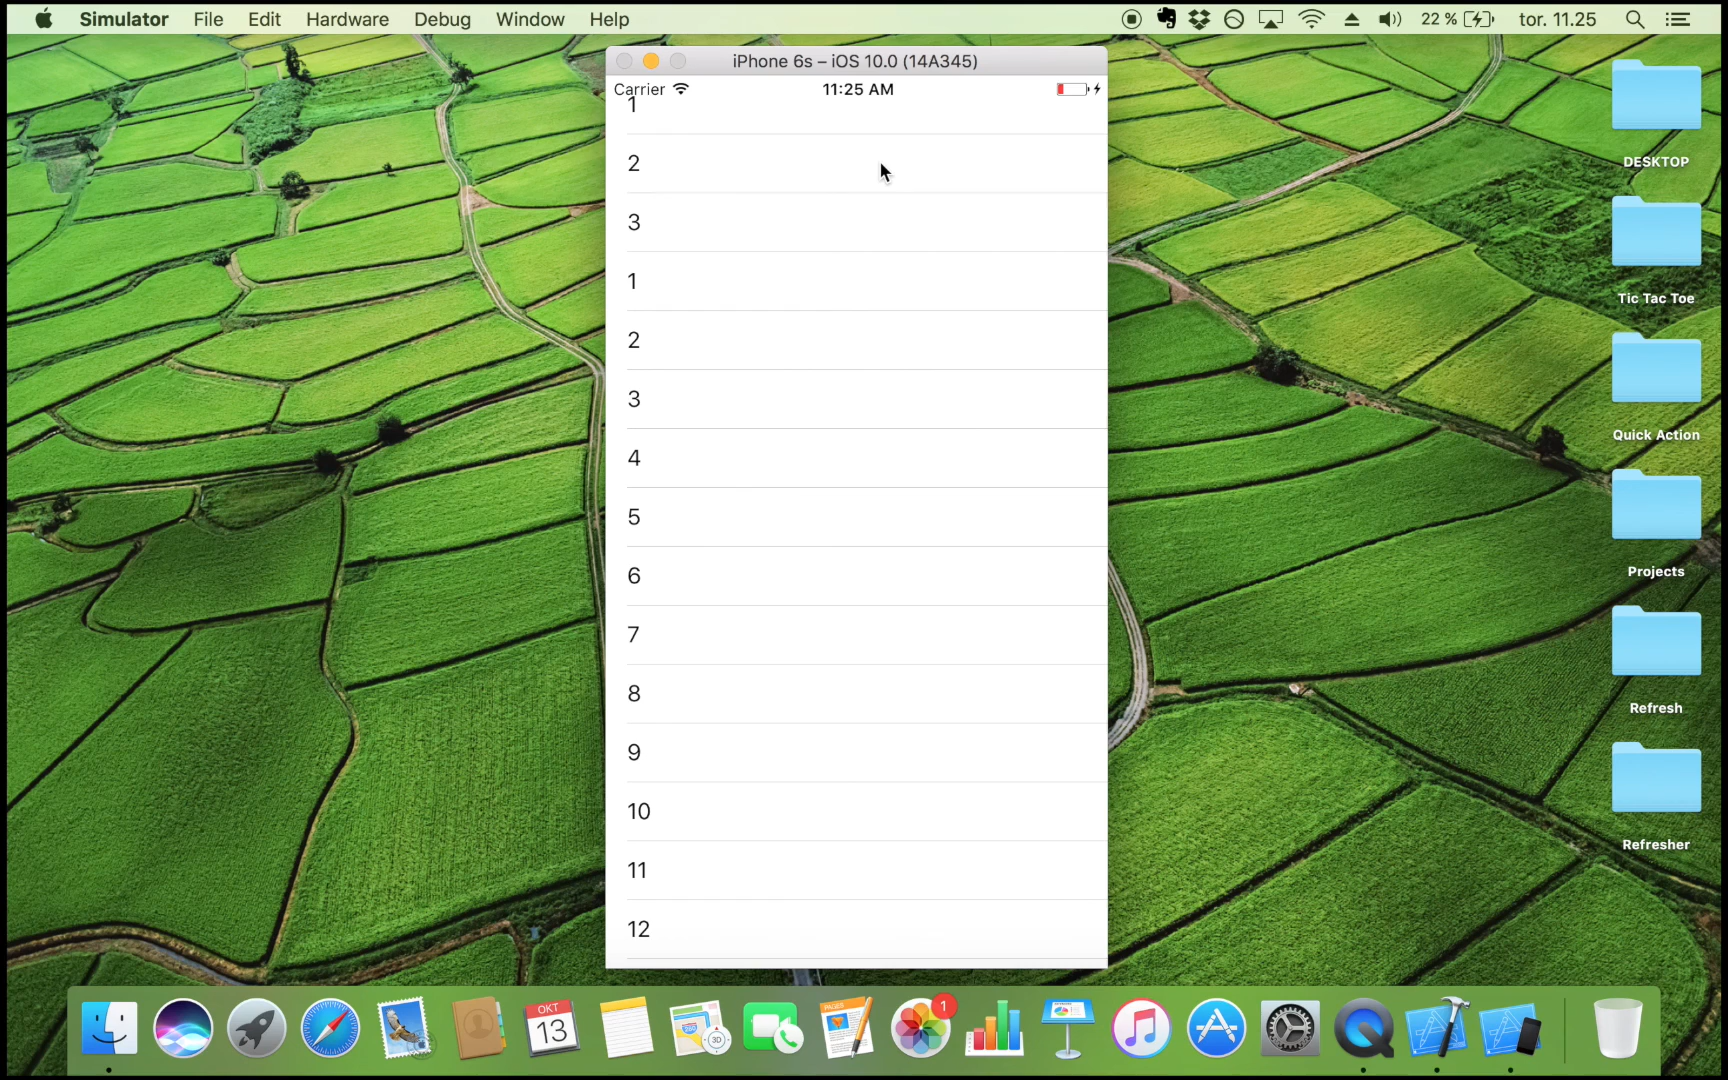 Simulator File Edit Hardware Debug Window Help 22 % tor. 11.25
iPhone 6s – iOS 10.0 (14A345)
Carrier 11:25 AM
1
2
3
1
2
3
4
5
6
7
8
9
10
11
12
DESKTOP
Tic Tac Toe
Quick Action
Projects
Refresh
Refresher
OKT
13
PAGES
3D
1